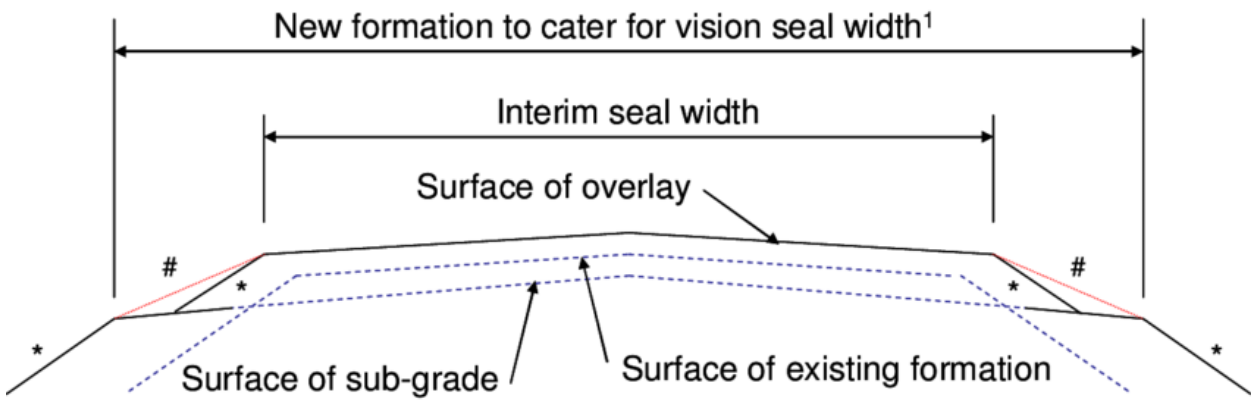 New formation to cater for vision seal width¹
Interim seal width
Surface of overlay
# #
* *
* *
Surface of sub-grade
Surface of existing formation